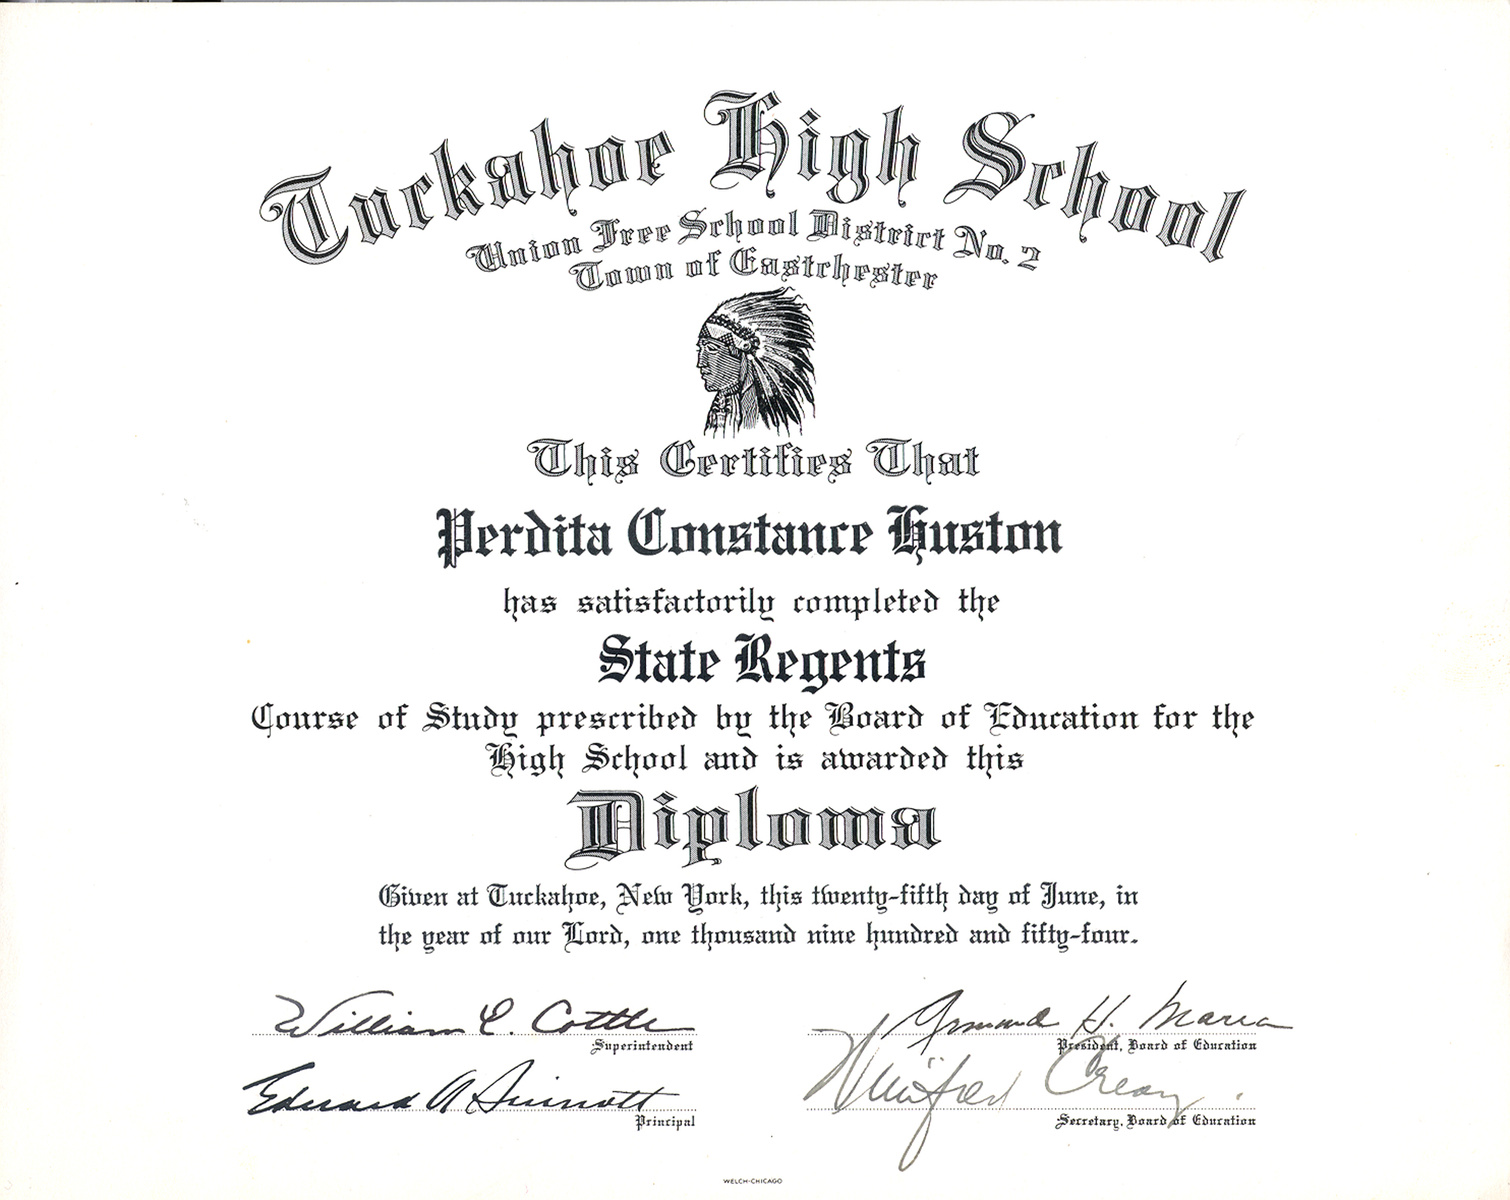 Tuckahoe High School
Union Free School District No. 2
Town of Eastchester
This Certifies That
Perdita Constance Huston
has satisfactorily completed the
State Regents
Course of Study prescribed by the Board of Education for the
High School and is awarded this
Diploma
Given at Tuckahoe, New York, this twenty-fifth day of June, in
the year of our Lord, one thousand nine hundred and fifty-four.
William C. Cottle
Superintendent
Armand H.
President, Board of Education
Edward A Sinnott
Principal
Winifred
Secretary, Board of Education
WELCH-CHICAGO